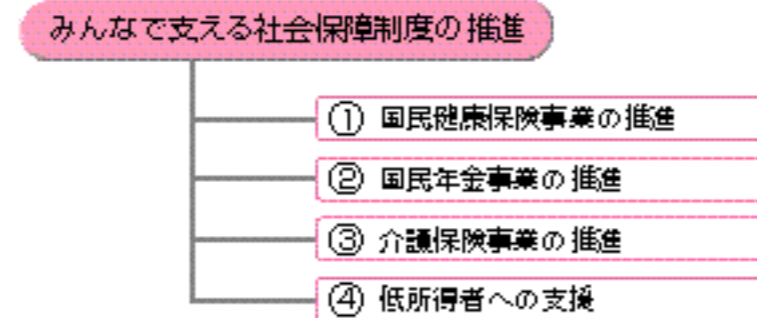 みんなで支える社会保障制度の推進
① 国民健康保険事業の推進
② 国民年金事業の推進
③ 介護保険事業の推進
④ 低所得者への支援